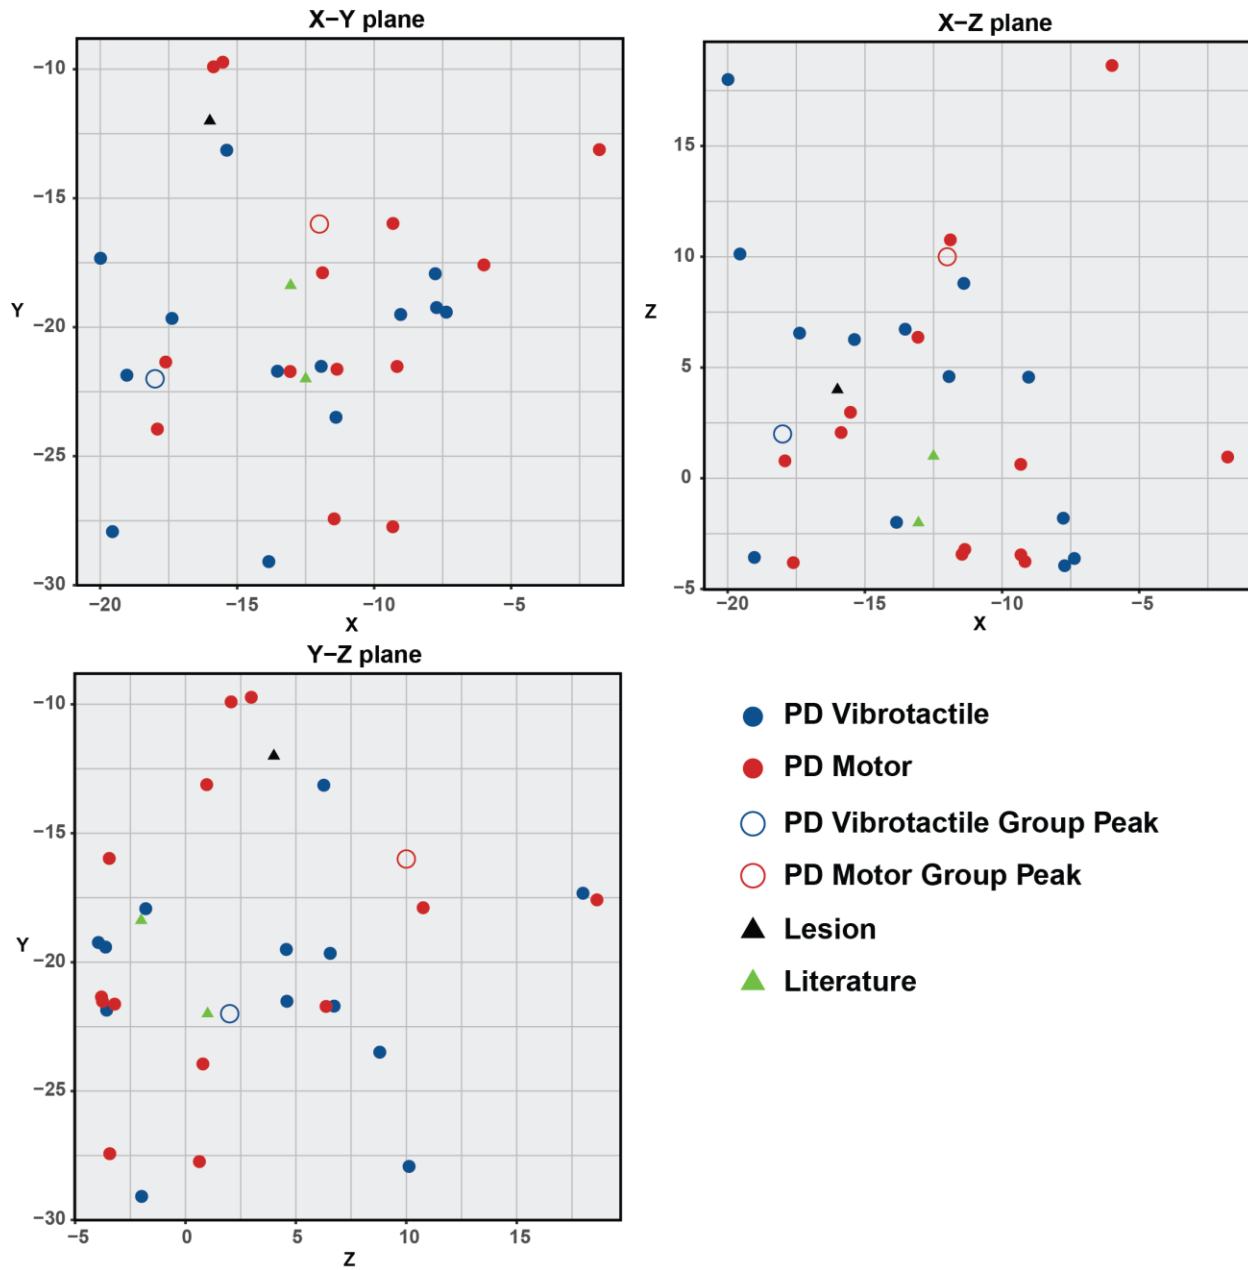 X−Y plane
−10
−15
−20
−25
−30
Y
−20
−15
−10
−5
X
X−Z plane
15
10
5
0
−5
Z
−20
−15
−10
−5
X
Y−Z plane
−10
−15
−20
−25
−30
Y
−5
0
5
10
15
Z
PD Vibrotactile
PD Motor
PD Vibrotactile Group Peak
PD Motor Group Peak
Lesion
Literature